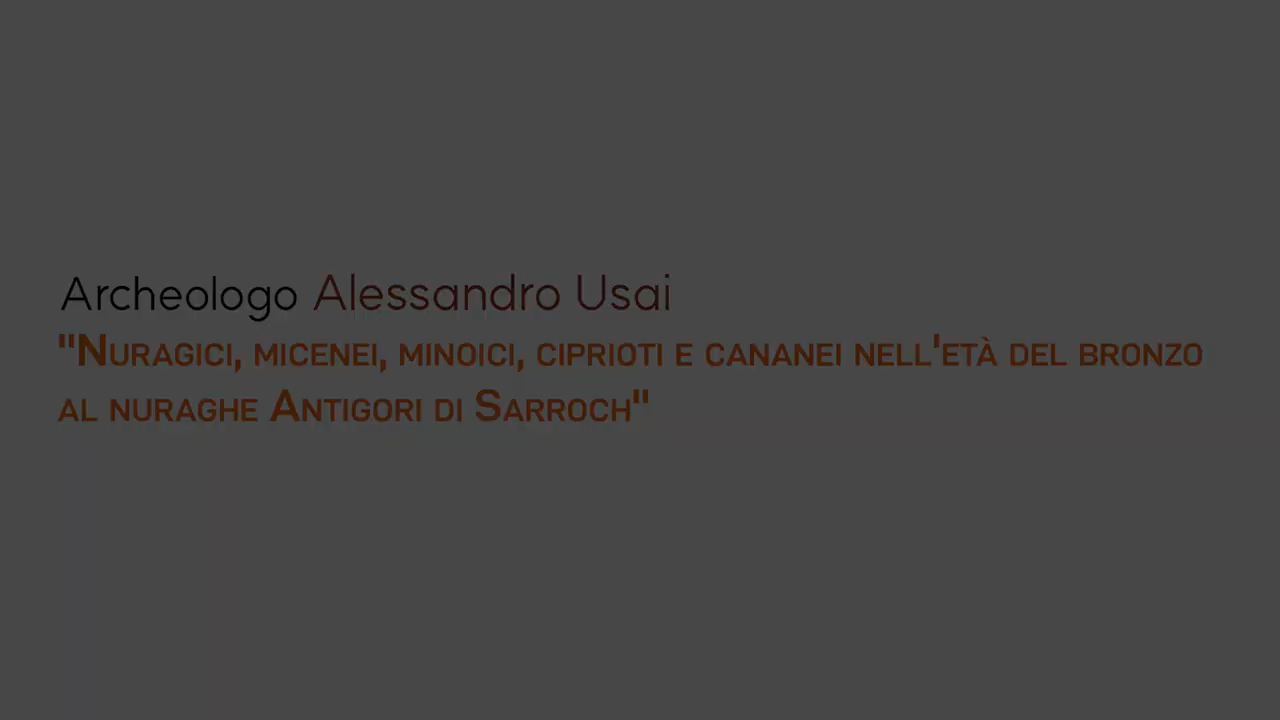 Archeologo Alessandro Usai
"Nuragici, micenei, minoici, ciprioti e cananei nell'età del bronzo
al nuraghe Antigori di Sarroch"